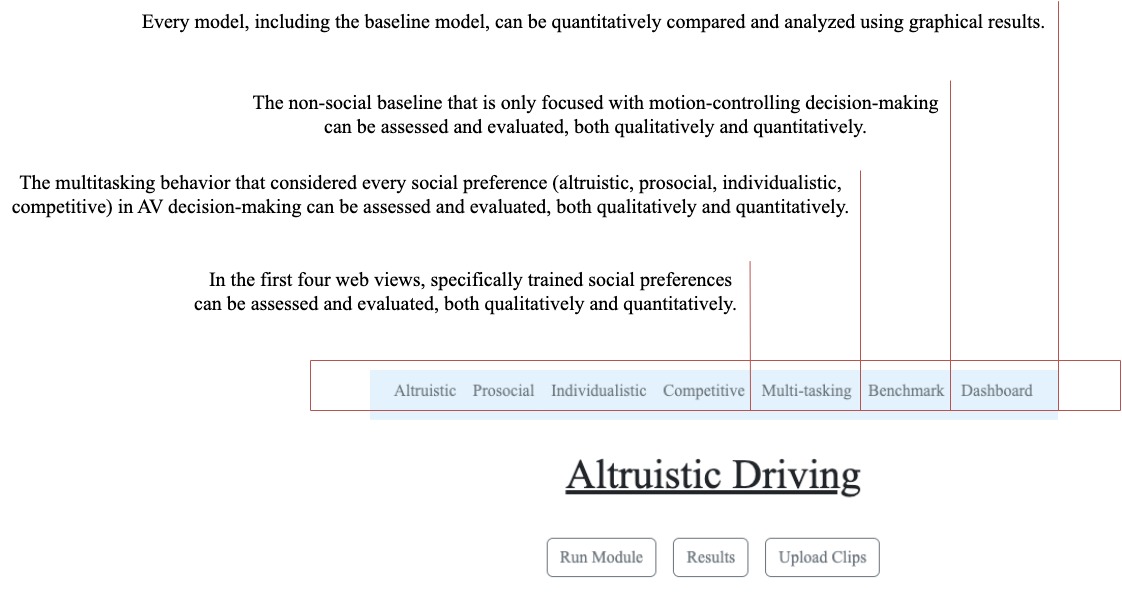 Every model, including the baseline model, can be quantitatively compared and analyzed using graphical results.
The non-social baseline that is only focused with motion-controlling decision-making
can be assessed and evaluated, both qualitatively and quantitatively.
The multitasking behavior that considered every social preference (altruistic, prosocial, individualistic,
competitive) in AV decision-making can be assessed and evaluated, both qualitatively and quantitatively.
In the first four web views, specifically trained social preferences
can be assessed and evaluated, both qualitatively and quantitatively.
Altruistic Prosocial Individualistic Competitive Multi-tasking Benchmark Dashboard
Altruistic Driving
Run Module Results Upload Clips